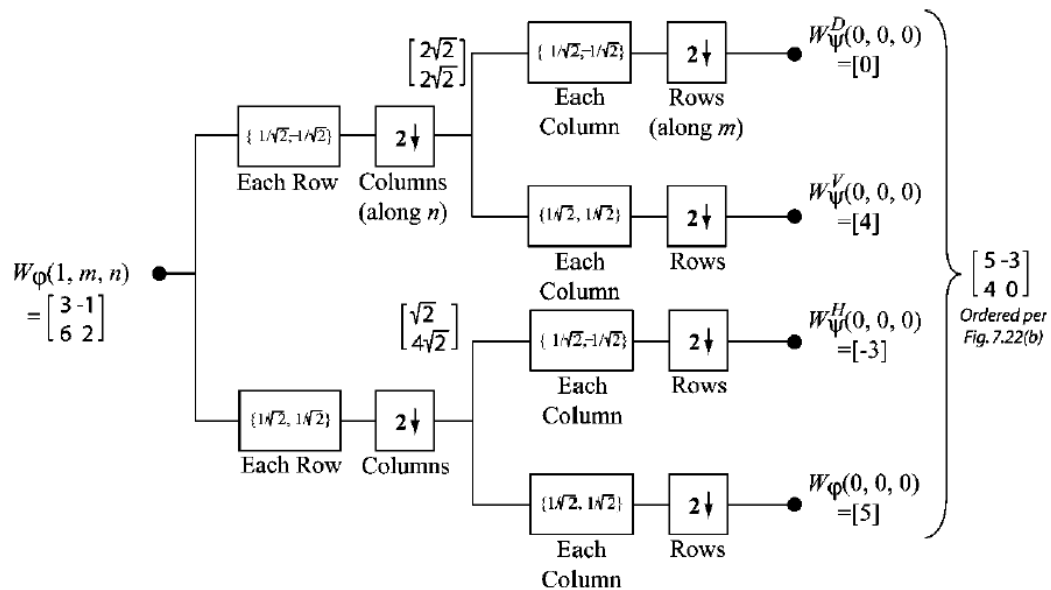 W_φ(1, m, n)
= [3 -1
6 2]
{ 1/√2,-1/√2}
Each Row
2↓
Columns
(along n)
[2√2
2√2]
{ 1/√2,-1/√2}
Each
Column
2↓
Rows
(along m)
W_ψ^D(0, 0, 0)
=[0]
{1/√2, 1/√2}
Each
Column
2↓
Rows
W_ψ^V(0, 0, 0)
=[4]
{1/√2, 1/√2}
Each Row
2↓
Columns
[√2
4√2]
{ 1/√2,-1/√2}
Each
Column
2↓
Rows
W_ψ^H(0, 0, 0)
=[-3]
{1/√2, 1/√2}
Each
Column
2↓
Rows
W_φ(0, 0, 0)
=[5]
[5 -3
4 0]
Ordered per
Fig. 7.22(b)